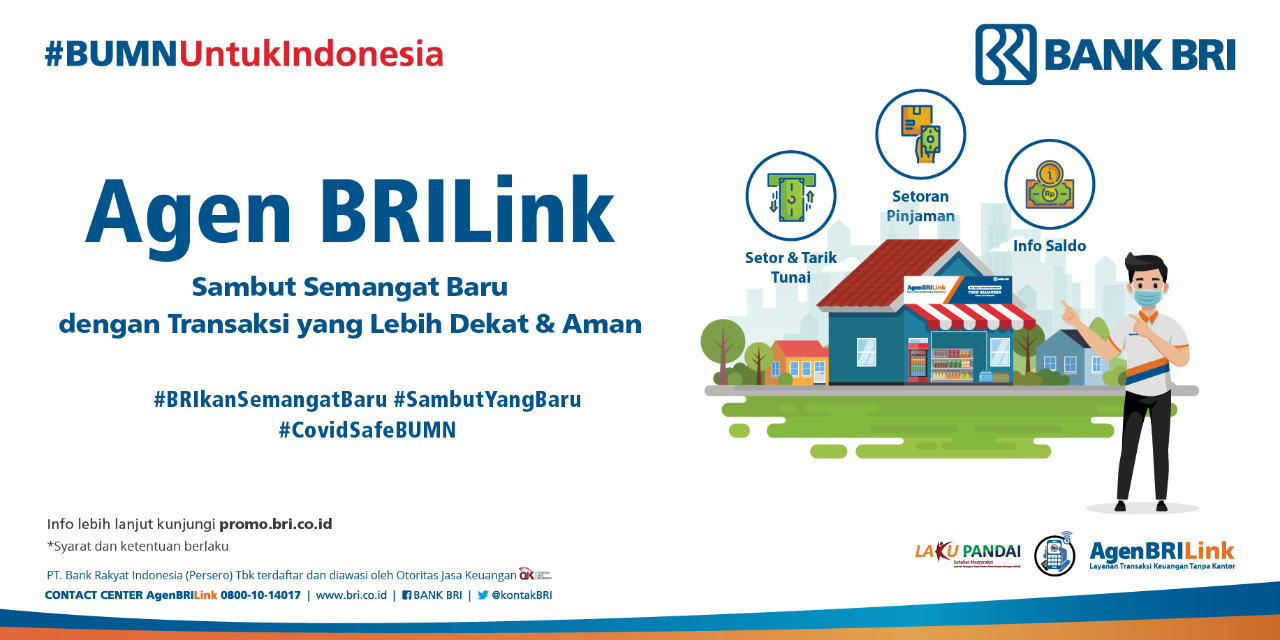 #BUMNUntukIndonesia
BANK BRI
Agen BRILink
Sambut Semangat Baru
dengan Transaksi yang Lebih Dekat & Aman
#BRIkanSemangatBaru #SambutYangBaru
#CovidSafeBUMN
Setor & Tarik
Tunai
Setoran
Pinjaman
Info Saldo
Rp
AgenBRILink
Info lebih lanjut kunjungi promo.bri.co.id
*Syarat dan ketentuan berlaku
PT. Bank Rakyat Indonesia (Persero) Tbk terdaftar dan diawasi oleh Otoritas Jasa Keuangan
CONTACT CENTER AgenBRILink 0800-10-14017 | www.bri.co.id | BANK BRI | @kontakBRI
LAKU PANDAI
Sahabat Masyarakat
AgenBRILink
Layanan Transaksi Keuangan Tanpa Kantor